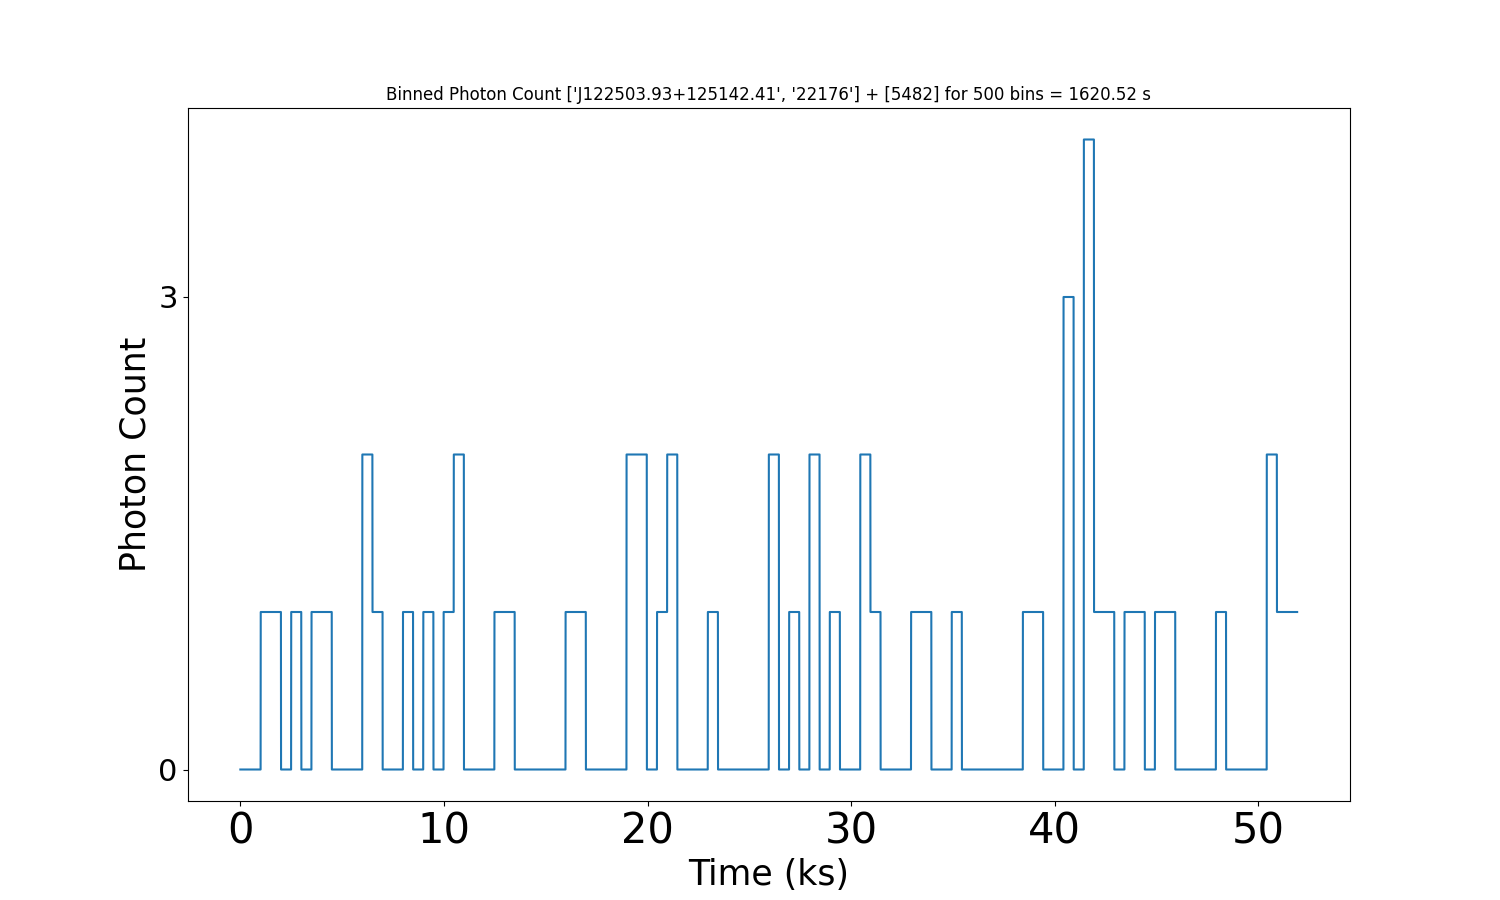 Binned Photon Count ['J122503.93+125142.41', '22176'] + [5482] for 500 bins = 1620.52 s
3
0
Photon Count
0 10 20 30 40 50
Time (ks)